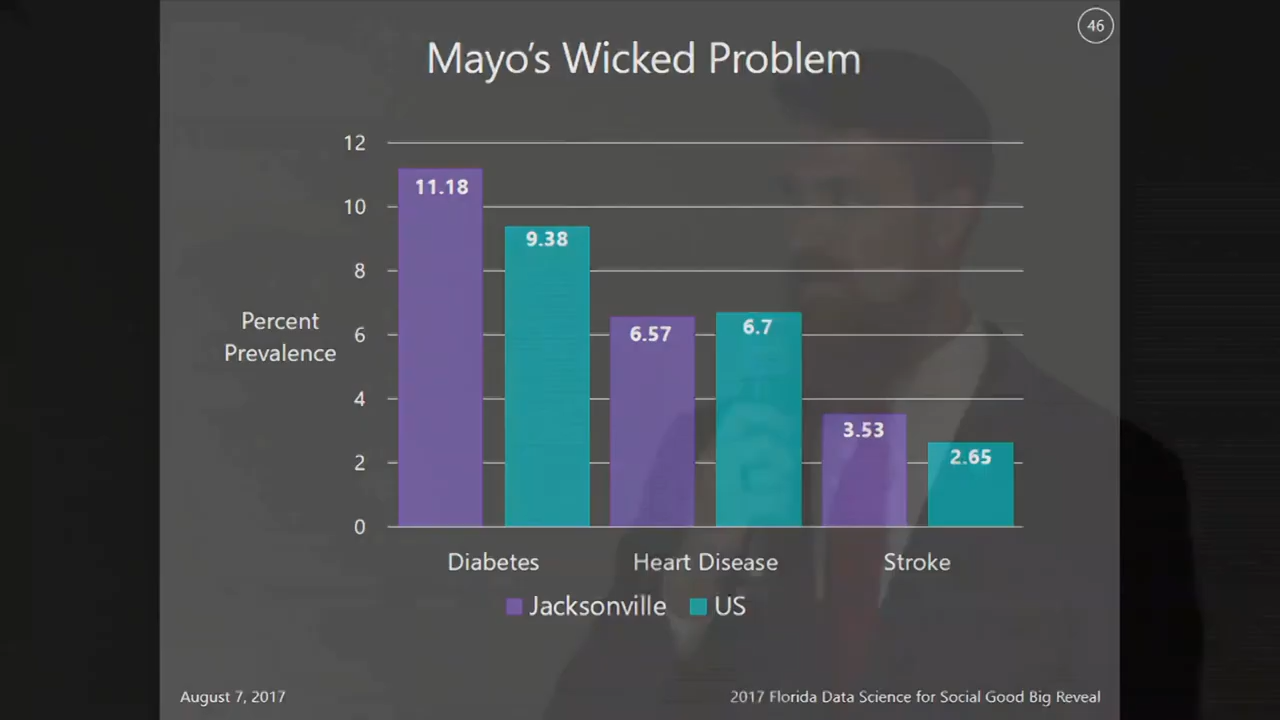 46
Mayo's Wicked Problem
12
10
8
6
4
2
0
Percent
Prevalence
11.18
9.38
6.57
6.7
3.53
2.65
Diabetes
Heart Disease
Stroke
Jacksonville
US
August 7, 2017
2017 Florida Data Science for Social Good Big Reveal